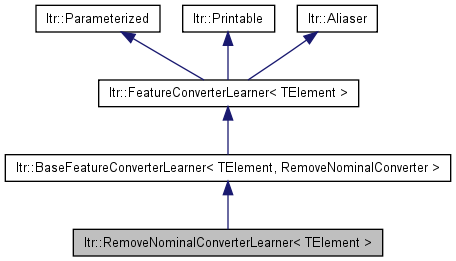 ltr::Parameterized ltr::Printable ltr::Aliaser
ltr::FeatureConverterLearner< TElement >
ltr::BaseFeatureConverterLearner< TElement, RemoveNominalConverter >
ltr::RemoveNominalConverterLearner< TElement >